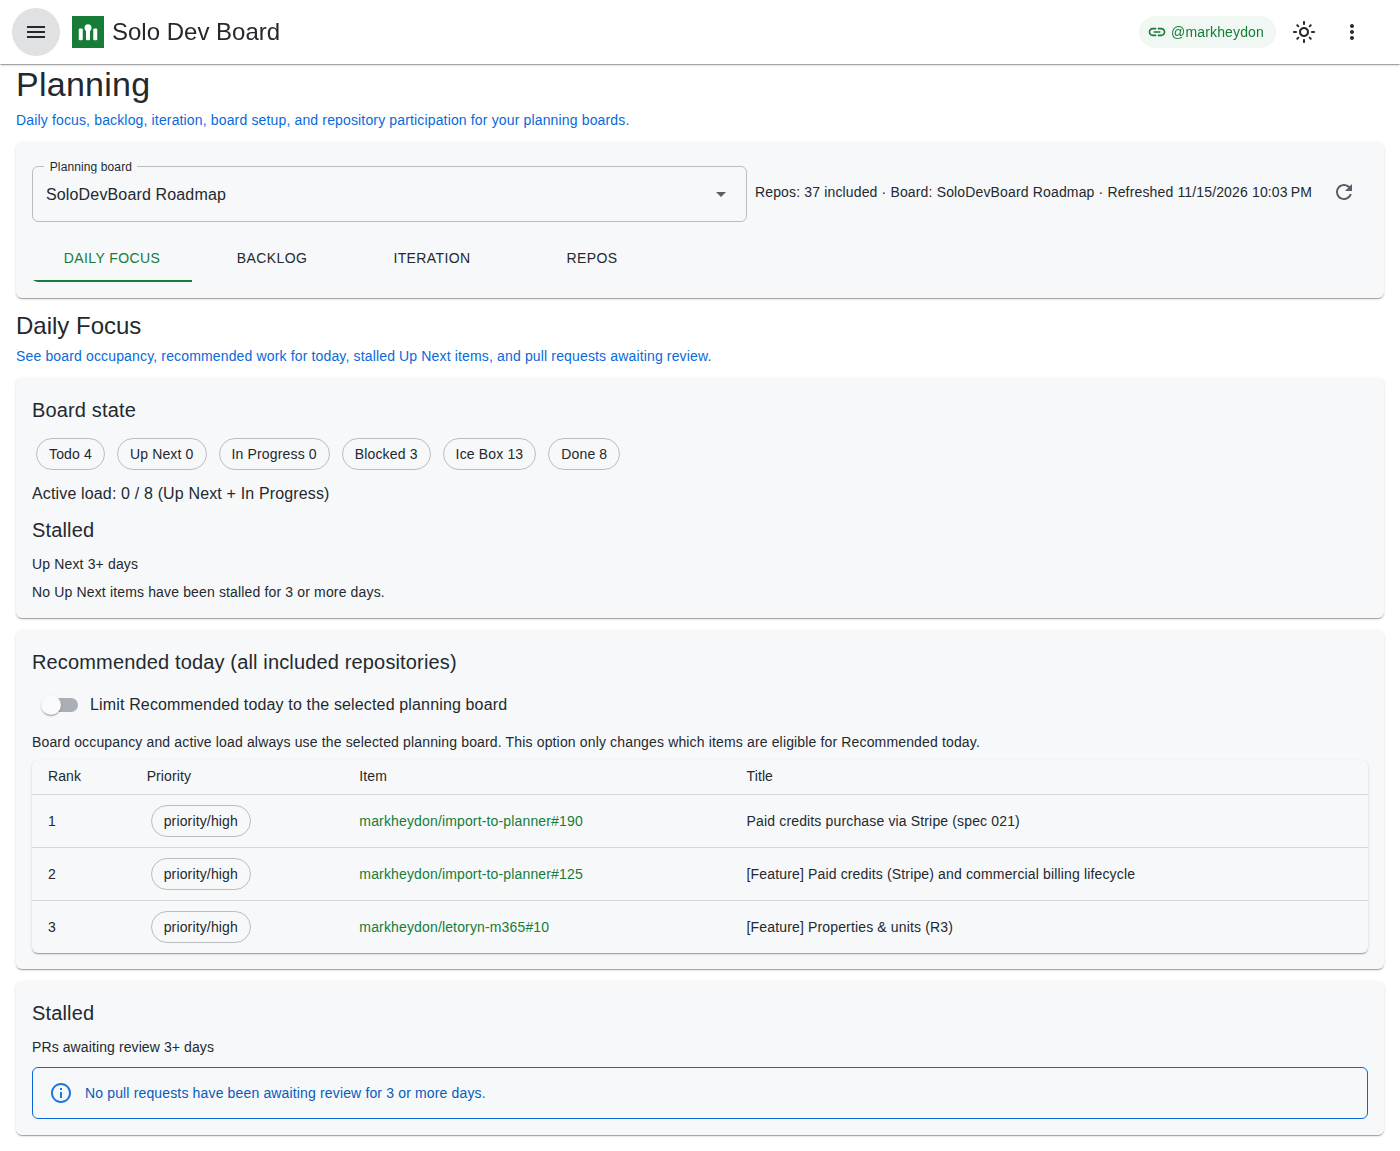 Solo Dev Board
@markheydon
Planning
Daily focus, backlog, iteration, board setup, and repository participation for your planning boards.
Planning board
SoloDevBoard Roadmap
Repos: 37 included · Board: SoloDevBoard Roadmap · Refreshed 11/15/2026 10:03 PM
DAILY FOCUS
BACKLOG
ITERATION
REPOS
Daily Focus
See board occupancy, recommended work for today, stalled Up Next items, and pull requests awaiting review.
Board state
Todo 4
Up Next 0
In Progress 0
Blocked 3
Ice Box 13
Done 8
Active load: 0 / 8 (Up Next + In Progress)
Stalled
Up Next 3+ days
No Up Next items have been stalled for 3 or more days.
Recommended today (all included repositories)
Limit Recommended today to the selected planning board
Board occupancy and active load always use the selected planning board. This option only changes which items are eligible for Recommended today.
Rank Priority Item Title
1 priority/high markheydon/import-to-planner#190 Paid credits purchase via Stripe (spec 021)
2 priority/high markheydon/import-to-planner#125 [Feature] Paid credits (Stripe) and commercial billing lifecycle
3 priority/high markheydon/letoryn-m365#10 [Feature] Properties & units (R3)
Stalled
PRs awaiting review 3+ days
No pull requests have been awaiting review for 3 or more days.